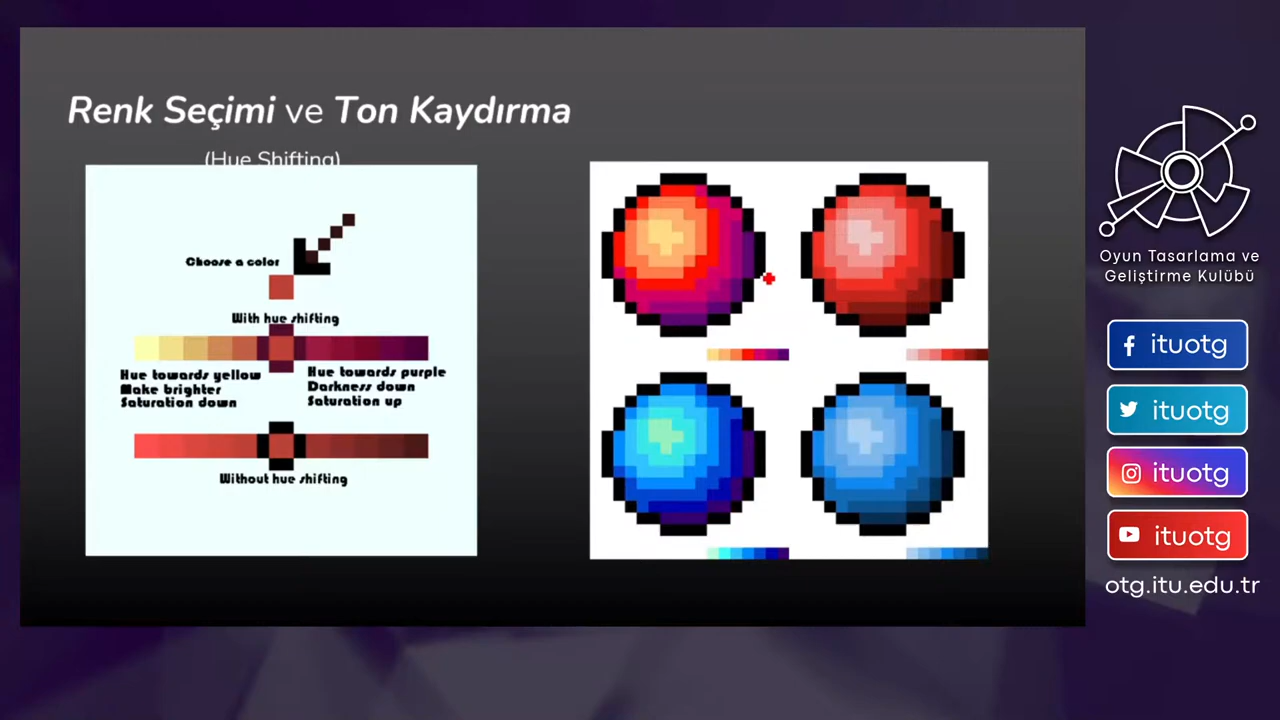 Renk Seçimi ve Ton Kaydırma
(Hue Shifting)
Choose a color
With hue shifting
Hue towards yellow
Make brighter
Saturation down
Hue towards purple
Darkness down
Saturation up
Without hue shifting
Oyun Tasarlama ve
Geliştirme Kulübü
ituotg
ituotg
ituotg
ituotg
otg.itu.edu.tr